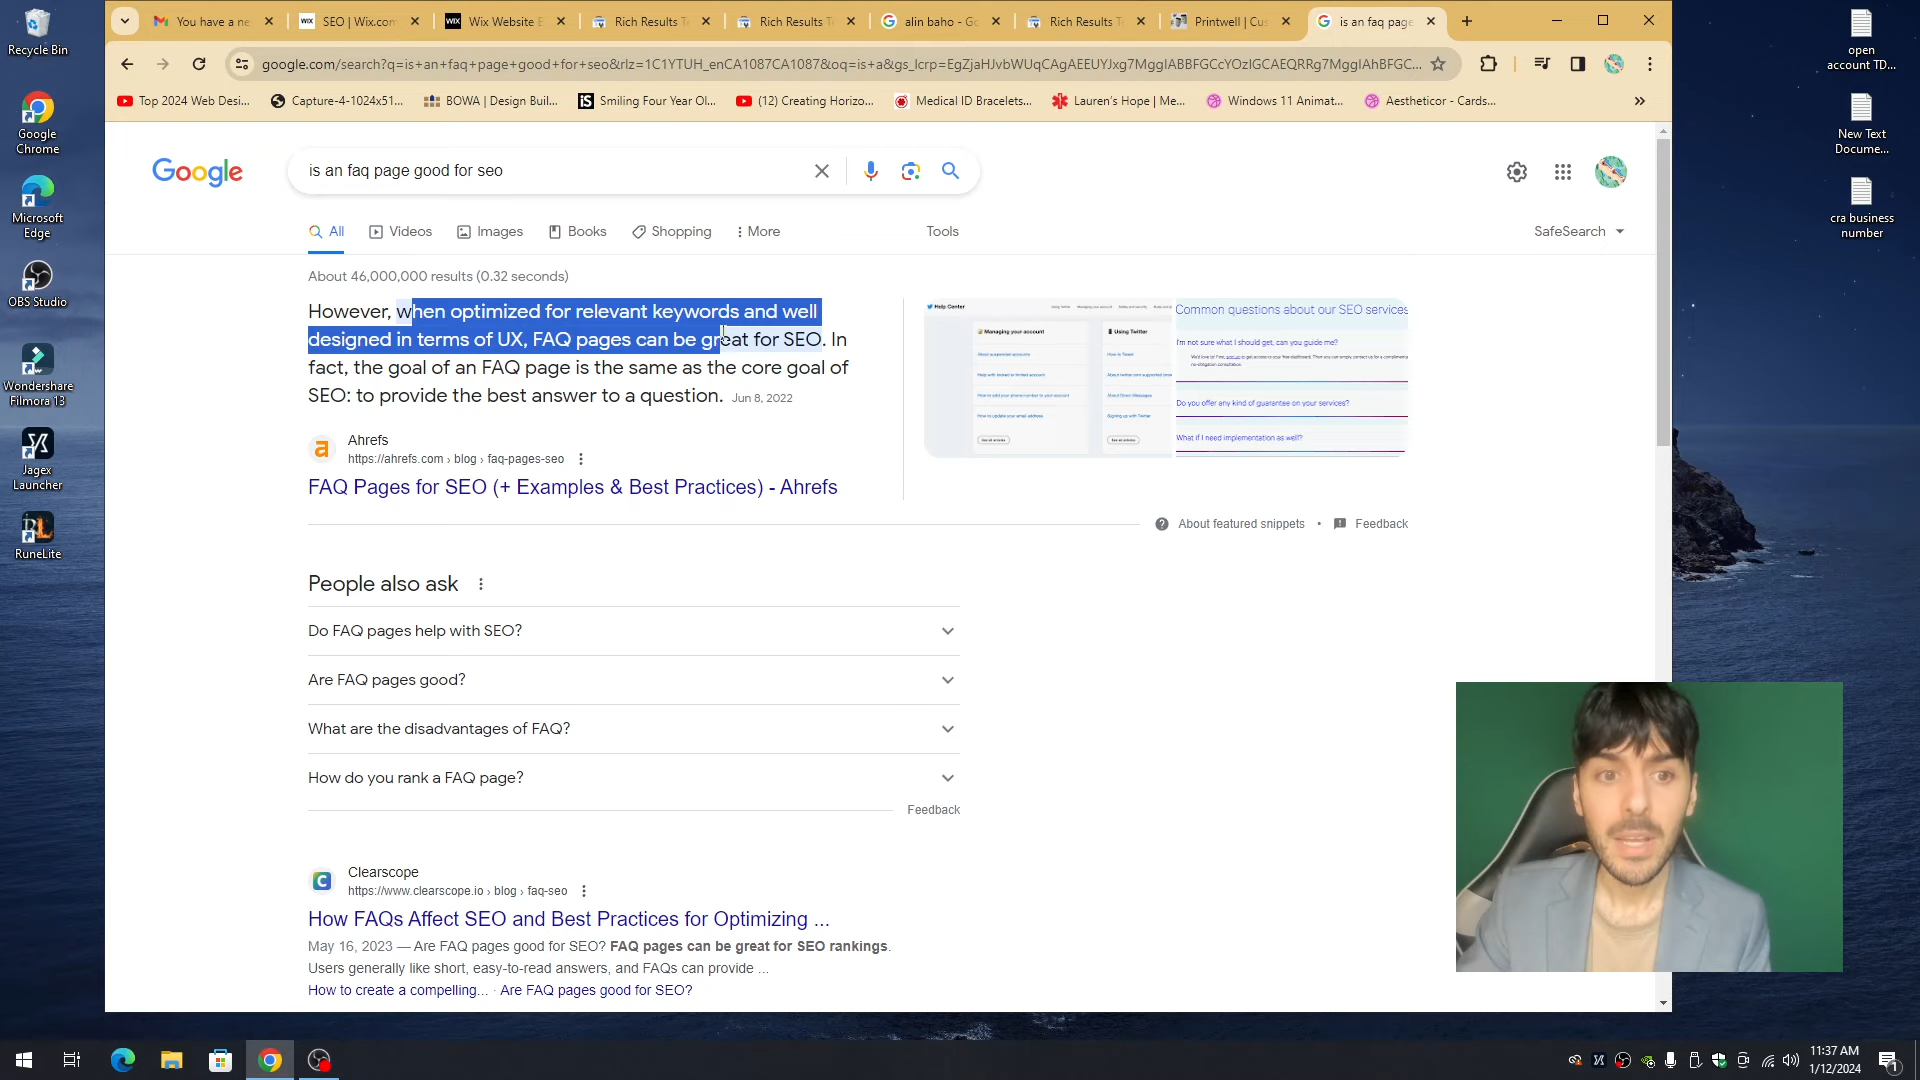 Recycle Bin
Google Chrome
Microsoft Edge
OBS Studio
Wondershare Filmora 13
Jagex Launcher
RuneLite
open account TD...
New Text Docume...
cra business number
You have a ne
SEO | Wix.com
Wix Website E
Rich Results T
Rich Results T
alin baho - Go
Rich Results T
Printwell | Cus
is an faq page
google.com/search?q=is+an+faq+page+good+for+seo&rlz=1C1YTUH_enCA1087CA1087&oq=is+a&gs_lcrp=EgZjaHJvbWUqCAgAEEUYJxg7MggIABBFGCcYOzIGCAEQRRg7MggIAhBFGC...
Top 2024 Web Desi...
Capture-4-1024x51...
BOWA | Design Buil...
Smiling Four Year Ol...
(12) Creating Horizo...
Medical ID Bracelets...
Lauren's Hope | Me...
Windows 11 Animat...
Aestheticor - Cards...
Google
is an faq page good for seo
All
Videos
Images
Books
Shopping
More
Tools
SafeSearch
About 46,000,000 results (0.32 seconds)
However, when optimized for relevant keywords and well
designed in terms of UX, FAQ pages can be great for SEO. In
fact, the goal of an FAQ page is the same as the core goal of
SEO: to provide the best answer to a question. Jun 8, 2022
Help Center
Managing your account
Using Twitter
Common questions about our SEO services
I'm not sure what I should get, can you guide me?
Do you offer any kind of guarantee on your services?
What if I need implementation as well?
Ahrefs
https://ahrefs.com › blog › faq-pages-seo
FAQ Pages for SEO (+ Examples & Best Practices) - Ahrefs
About featured snippets • Feedback
People also ask
Do FAQ pages help with SEO?
Are FAQ pages good?
What are the disadvantages of FAQ?
How do you rank a FAQ page?
Feedback
Clearscope
https://www.clearscope.io › blog › faq-seo
How FAQs Affect SEO and Best Practices for Optimizing ...
May 16, 2023 — Are FAQ pages good for SEO? FAQ pages can be great for SEO rankings.
Users generally like short, easy-to-read answers, and FAQs can provide ...
How to create a compelling... · Are FAQ pages good for SEO?
11:37 AM
1/12/2024
1